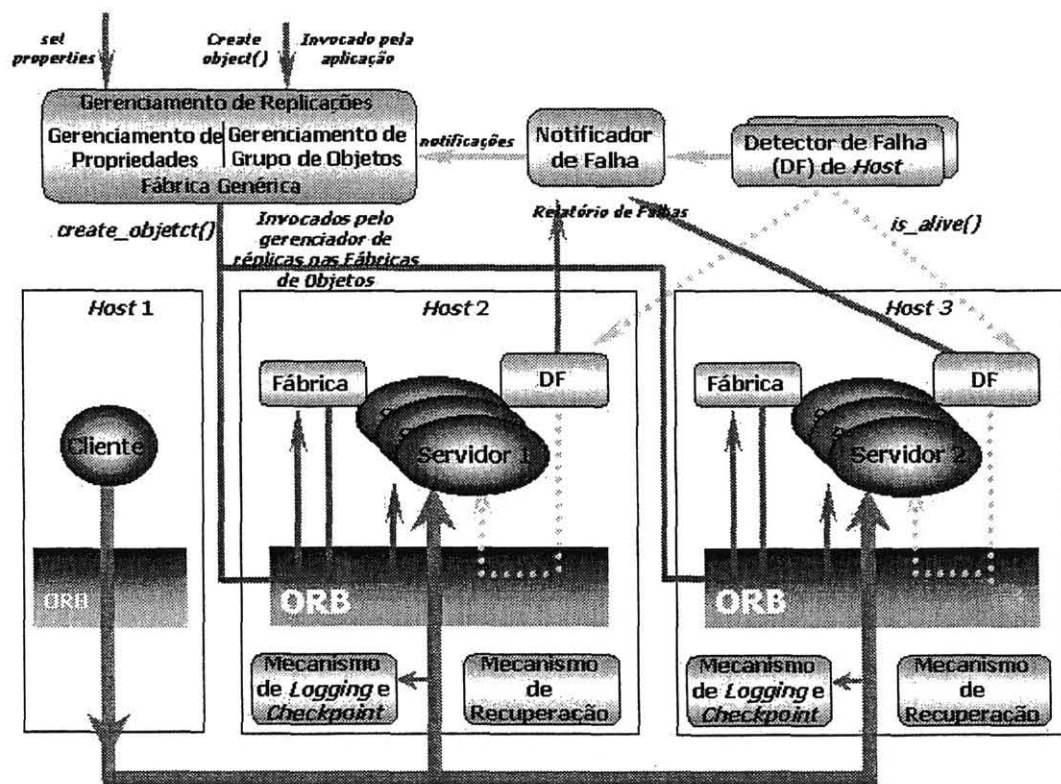 set
properties
Create
object()
Invocado pela
aplicação
Gerenciamento de Replicações
Gerenciamento de
Propriedades
Gerenciamento de
Grupo de Objetos
Fábrica Genérica
notificações
Notificador
de Falha
Detector de Falha
(DF) de Host
create_objetct()
Invocados pelo
gerenciador de
réplicas nas Fábricas
de Objetos
Relatório de Falhas
is_alive()
Host 1
Host 2
Host 3
Fábrica
DF
Fábrica
DF
Cliente
Servidor 1
Servidor 2
ORB
ORB
ORB
Mecanismo
de Logging e
Checkpoint
Mecanismo
de
Recuperação
Mecanismo
de Logging e
Checkpoint
Mecanismo
de
Recuperação